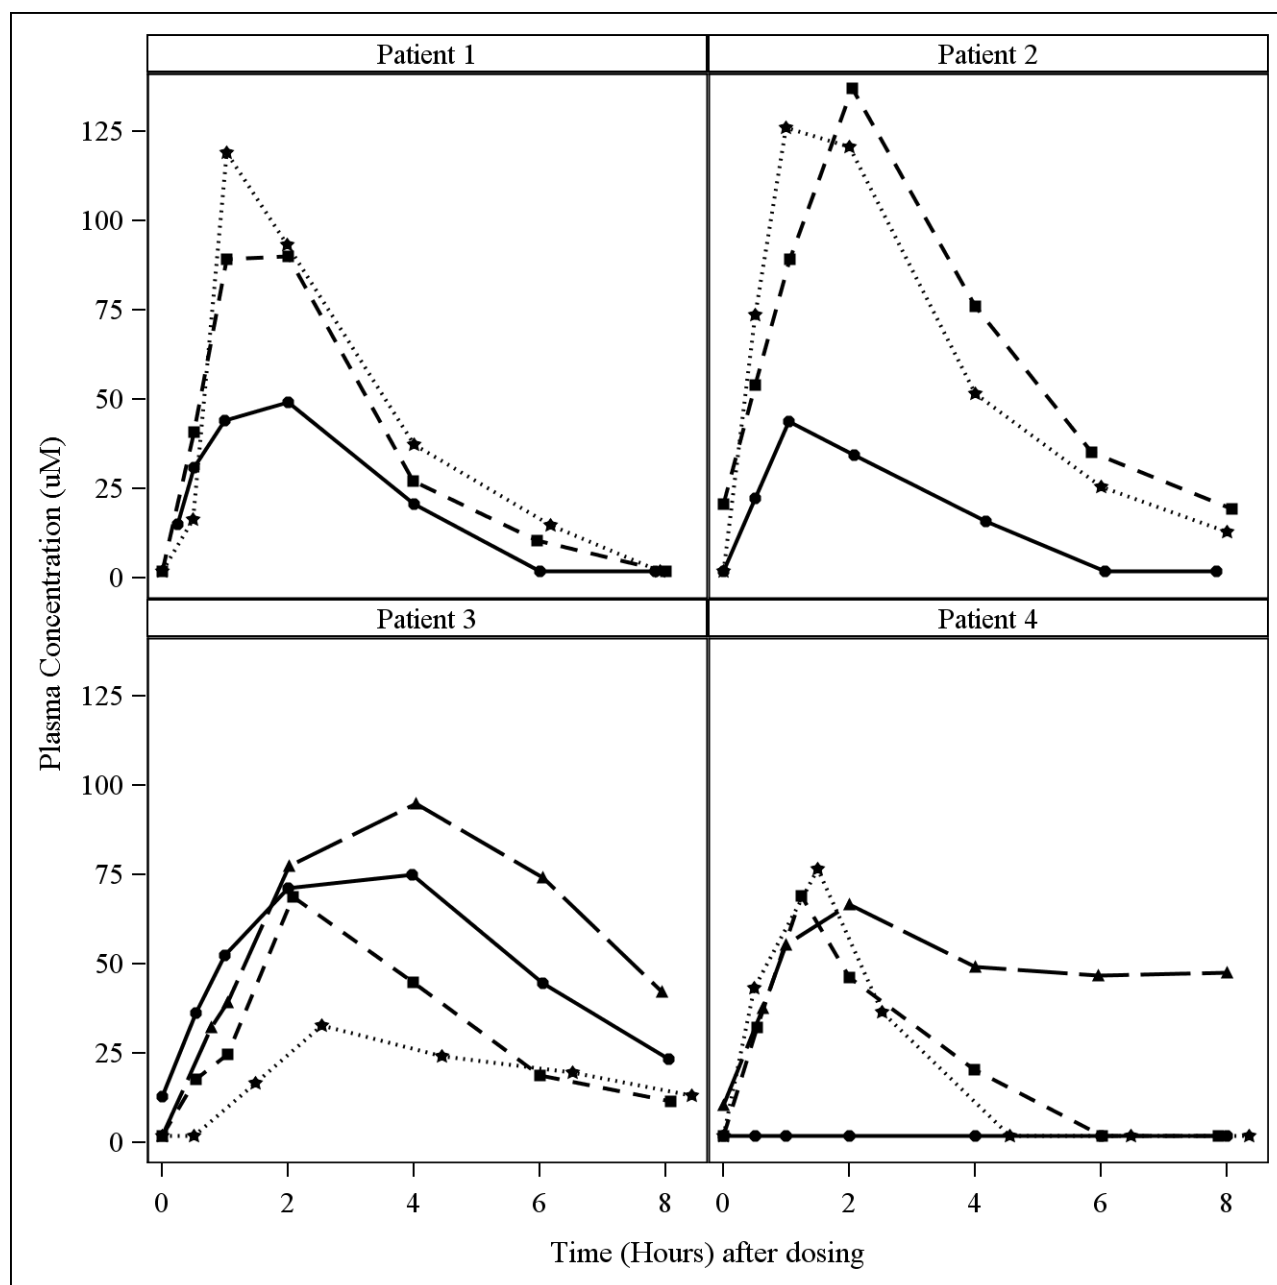 Patient 1
Patient 2
125
100
75
50
25
0
Patient 3
Patient 4
125
100
75
50
25
0
0 2 4 6 8
0 2 4 6 8
Plasma Concentration (uM)
Time (Hours) after dosing